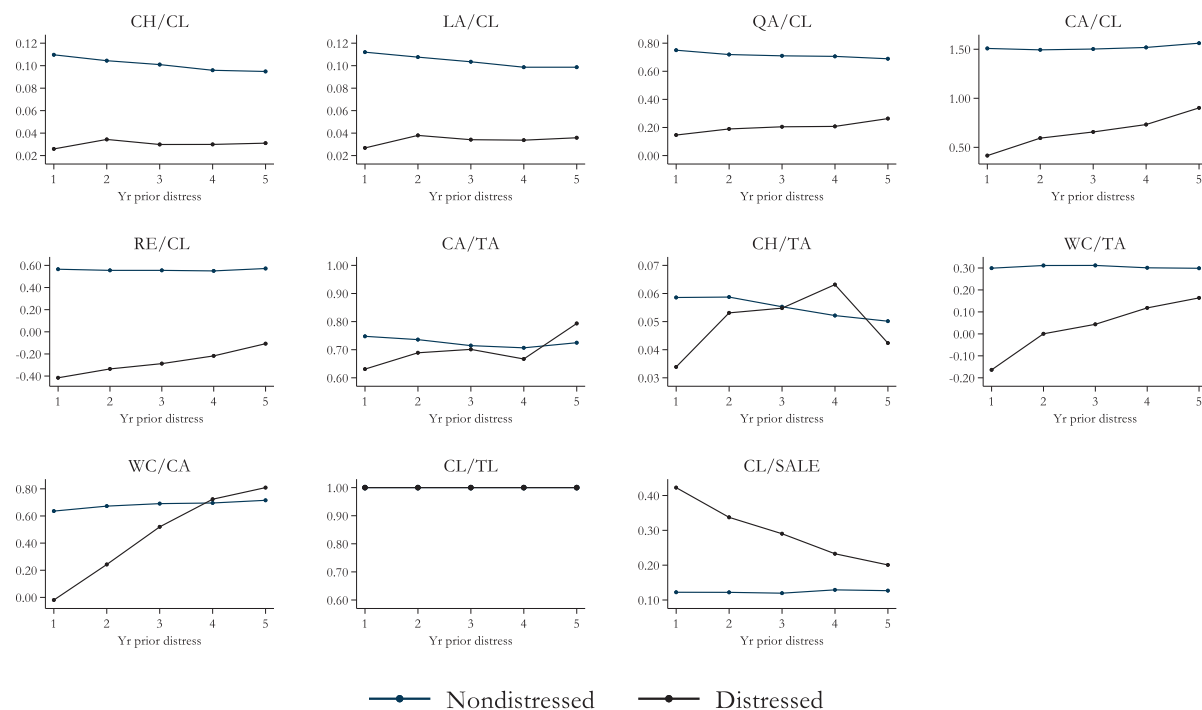 CH/CL
0.12
0.10
0.08
0.06
0.04
0.02
1 2 3 4 5
Yr prior distress
LA/CL
0.12
0.10
0.08
0.06
0.04
0.02
1 2 3 4 5
Yr prior distress
QA/CL
0.80
0.60
0.40
0.20
0.00
1 2 3 4 5
Yr prior distress
CA/CL
1.50
1.00
0.50
1 2 3 4 5
Yr prior distress
RE/CL
0.60
0.40
0.20
0.00
-0.20
-0.40
1 2 3 4 5
Yr prior distress
CA/TA
1.00
0.90
0.80
0.70
0.60
1 2 3 4 5
Yr prior distress
CH/TA
0.07
0.06
0.05
0.04
0.03
1 2 3 4 5
Yr prior distress
WC/TA
0.30
0.20
0.10
0.00
-0.10
-0.20
1 2 3 4 5
Yr prior distress
WC/CA
0.80
0.60
0.40
0.20
0.00
1 2 3 4 5
Yr prior distress
CL/TL
1.00
0.90
0.80
0.70
0.60
1 2 3 4 5
Yr prior distress
CL/SALE
0.40
0.30
0.20
0.10
1 2 3 4 5
Yr prior distress
Nondistressed Distressed